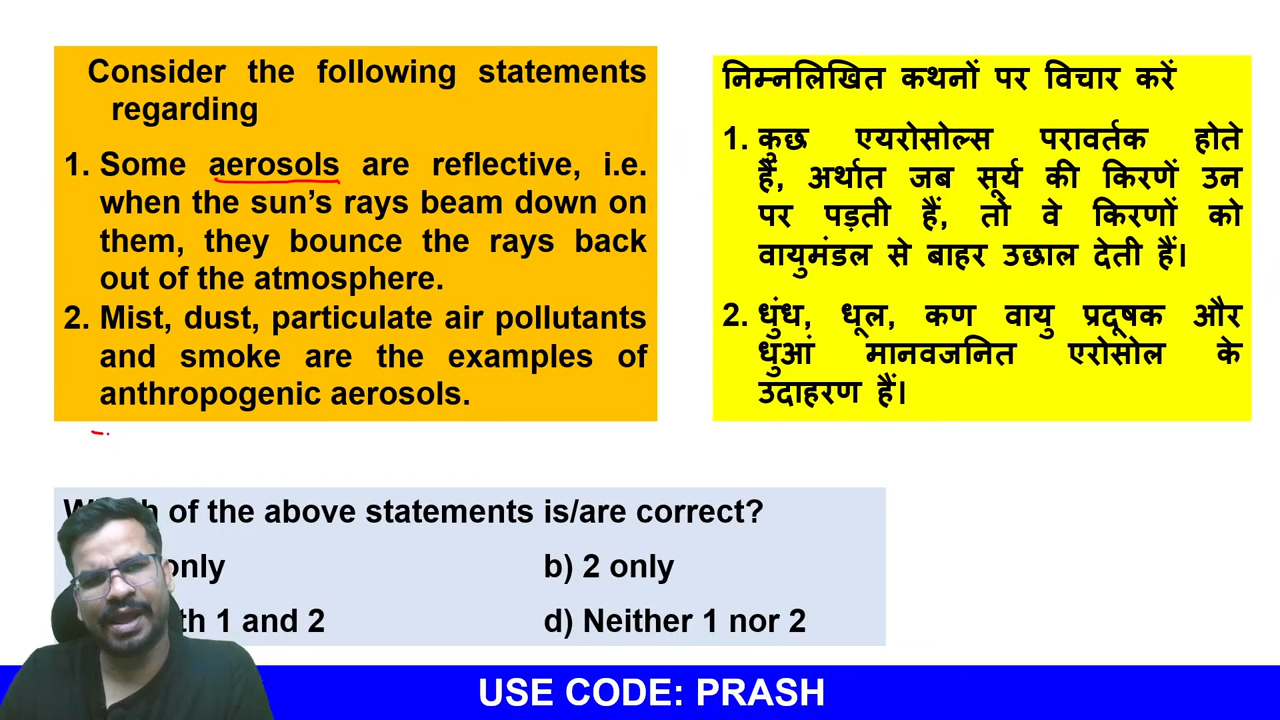 Consider the following statements
regarding
1. Some aerosols are reflective, i.e.
when the sun's rays beam down on
them, they bounce the rays back
out of the atmosphere.
2. Mist, dust, particulate air pollutants
and smoke are the examples of
anthropogenic aerosols.
निम्नलिखित कथनों पर विचार करें
1. कुछ एयरोसोल्स परावर्तक होते
हैं, अर्थात जब सूर्य की किरणें उन
पर पड़ती हैं, तो वे किरणों को
वायुमंडल से बाहर उछाल देती हैं।
2. धुंध, धूल, कण वायु प्रदूषक और
धुआं मानवजनित एरोसोल के
उदाहरण हैं।
of the above statements is/are correct?
only b) 2 only
1 and 2 d) Neither 1 nor 2
USE CODE: PRASH